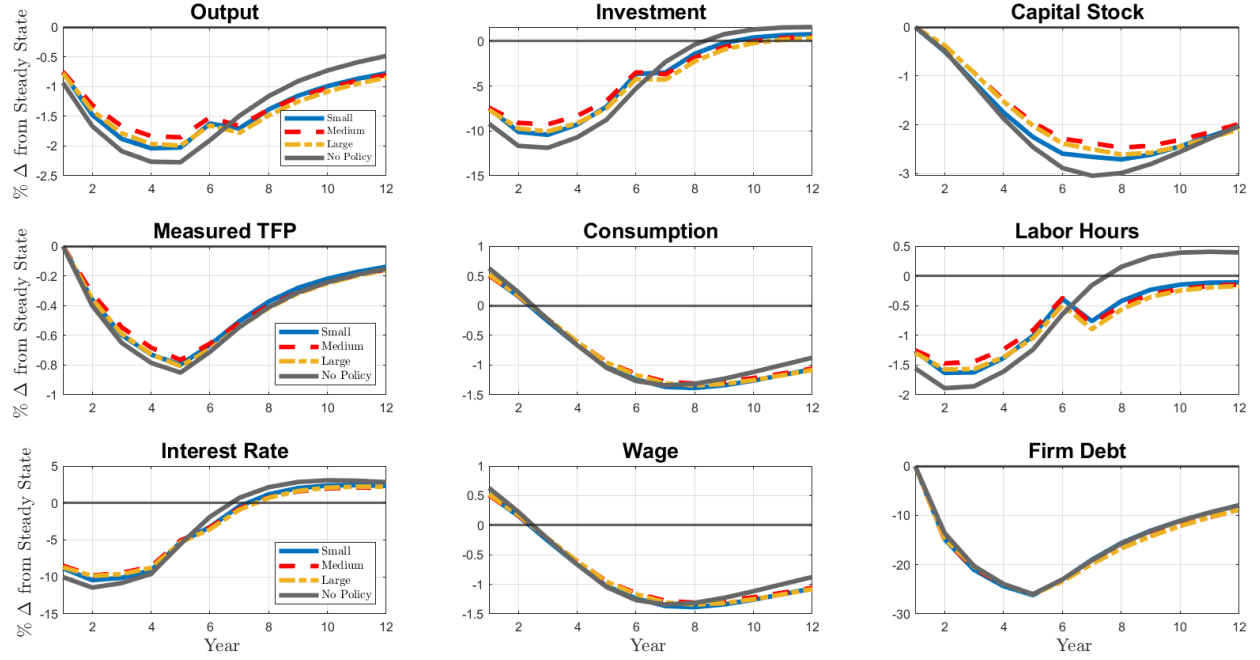 Output
Investment
Capital Stock
% Δ from Steady State
0
-0.5
-1
-1.5
-2
-2.5
2 4 6 8 10 12
Small
Medium
Large
No Policy
0
-5
-10
-15
2 4 6 8 10 12
0
-1
-2
-3
2 4 6 8 10 12
Measured TFP
Consumption
Labor Hours
% Δ from Steady State
0
-0.2
-0.4
-0.6
-0.8
-1
2 4 6 8 10 12
Small
Medium
Large
No Policy
1
0.5
0
-0.5
-1
-1.5
2 4 6 8 10 12
0.5
0
-0.5
-1
-1.5
-2
2 4 6 8 10 12
Interest Rate
Wage
Firm Debt
% Δ from Steady State
5
0
-5
-10
-15
2 4 6 8 10 12
Year
Small
Medium
Large
No Policy
1
0.5
0
-0.5
-1
-1.5
2 4 6 8 10 12
Year
0
-10
-20
-30
2 4 6 8 10 12
Year